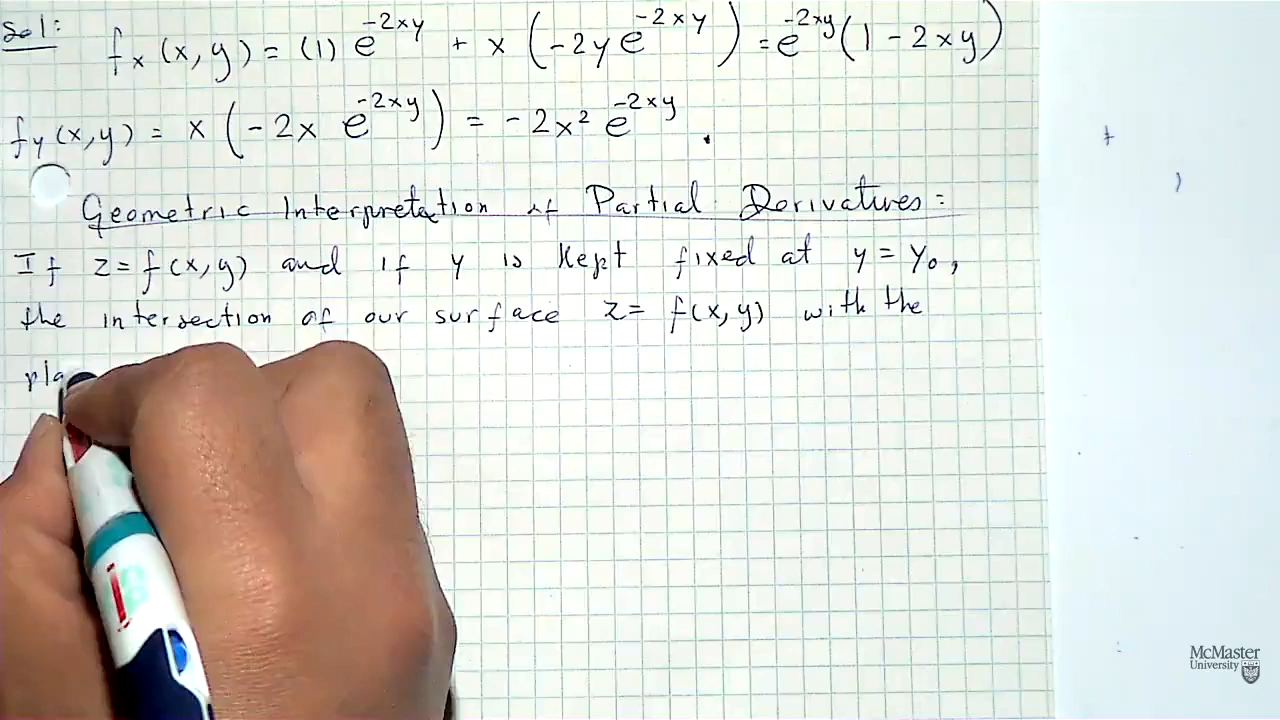 Sol: fx(x,y) = (1) e^{-2xy} + x (-2y e^{-2xy}) = e^{-2xy}(1 - 2xy)
fy(x,y) = x (-2x e^{-2xy}) = -2x² e^{-2xy}.
Geometric Interpretation of Partial Derivatives:
If z=f(x,y) and if y is kept fixed at y = y₀,
the intersection of our surface z= f(x,y) with the
pla
McMaster
University